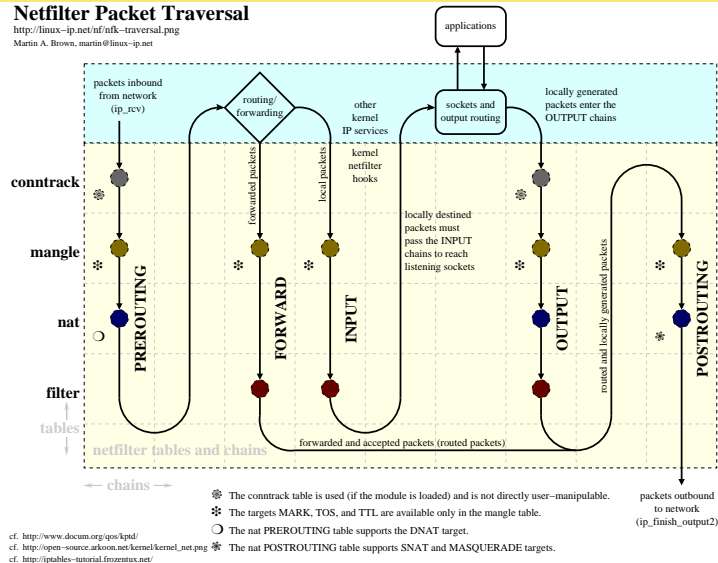 Netfilter Packet Traversal
http://linux-ip.net/nf/nfk-traversal.png
Martin A. Brown, martin@linux-ip.net
applications
packets inbound
from network
(ip_rcv)
routing/
forwarding
other
kernel
IP services
sockets and
output routing
locally generated
packets enter the
OUTPUT chains
kernel
netfilter
hooks
forwarded packets
local packets
conntrack
mangle
nat
filter
PREROUTING
FORWARD
INPUT
locally destined
packets must
pass the INPUT
chains to reach
listening sockets
OUTPUT
routed and locally generated packets
POSTROUTING
tables
netfilter tables and chains
forwarded and accepted packets (routed packets)
chains
packets outbound
to network
(ip_finish_output2)
The conntrack table is used (if the module is loaded) and is not directly user-manipulable.
The targets MARK, TOS, and TTL are available only in the mangle table.
The nat PREROUTING table supports the DNAT target.
The nat POSTROUTING table supports SNAT and MASQUERADE targets.
cf. http://www.docum.org/qos/kptd/
cf. http://open-source.arkoon.net/kernel/kernel_net.png
cf. http://iptables-tutorial.frozentux.net/